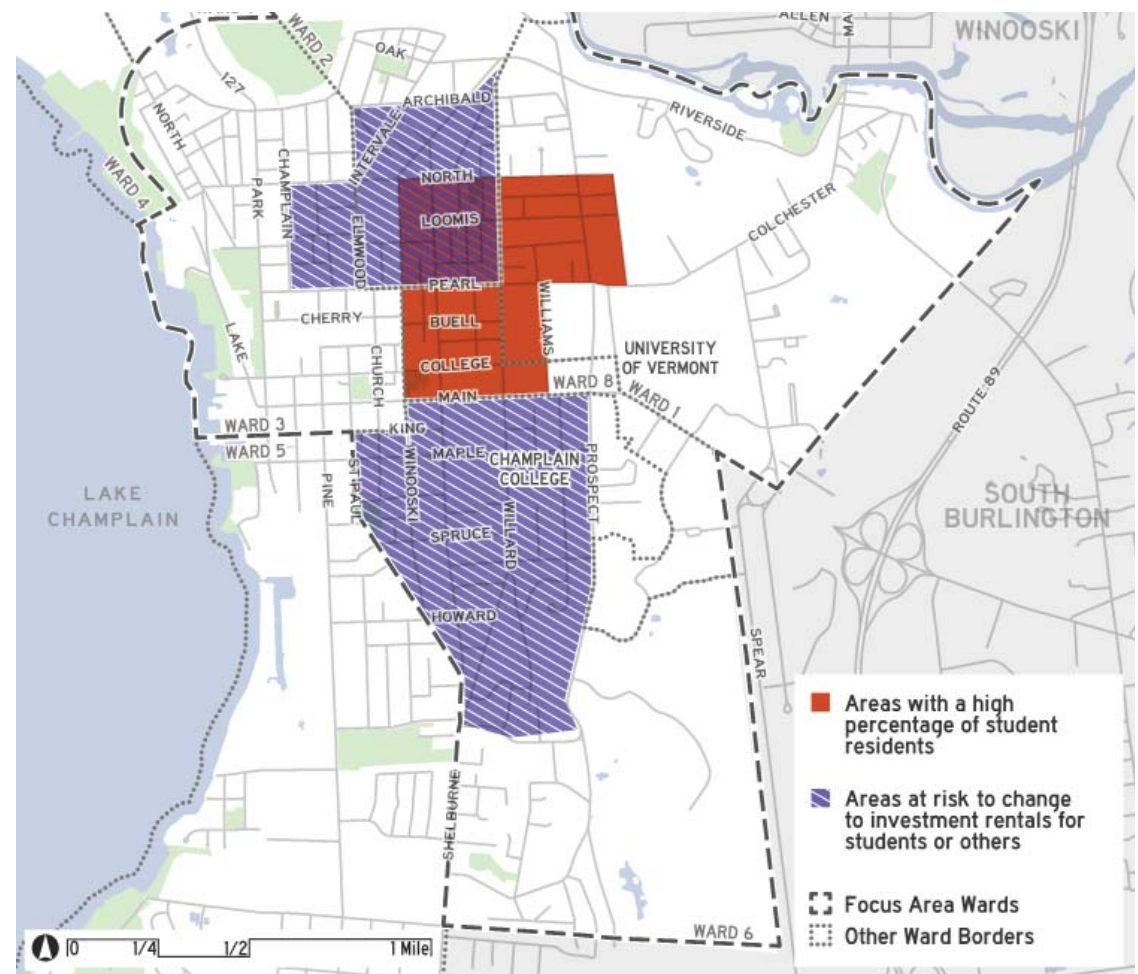 WARD 2
OAK
ALLEN
WINOOSKI
127
NORTH
ARCHIBALD
RIVERSIDE
INTERVALE
WARD 4
CHAMPLAIN
PARK
NORTH
LOOMIS
ELMWOOD
COLCHESTER
PEARL
CHERRY
BUELL
WILLIAMS
LAKE
CHURCH
COLLEGE
UNIVERSITY
OF VERMONT
MAIN
WARD 8
WARD 1
ROUTE 89
WARD 3
KING
WARD 5
MAPLE
CHAMPLAIN
COLLEGE
PROSPECT
LAKE
CHAMPLAIN
PINE
ST PAUL
WINOOSKI
WILLARD
SOUTH
BURLINGTON
SPRUCE
HOWARD
SPEAR
SHELBURNE
WARD 6
Areas with a high
percentage of student
residents
Areas at risk to change
to investment rentals for
students or others
Focus Area Wards
Other Ward Borders
0 1/4 1/2 1 Mile